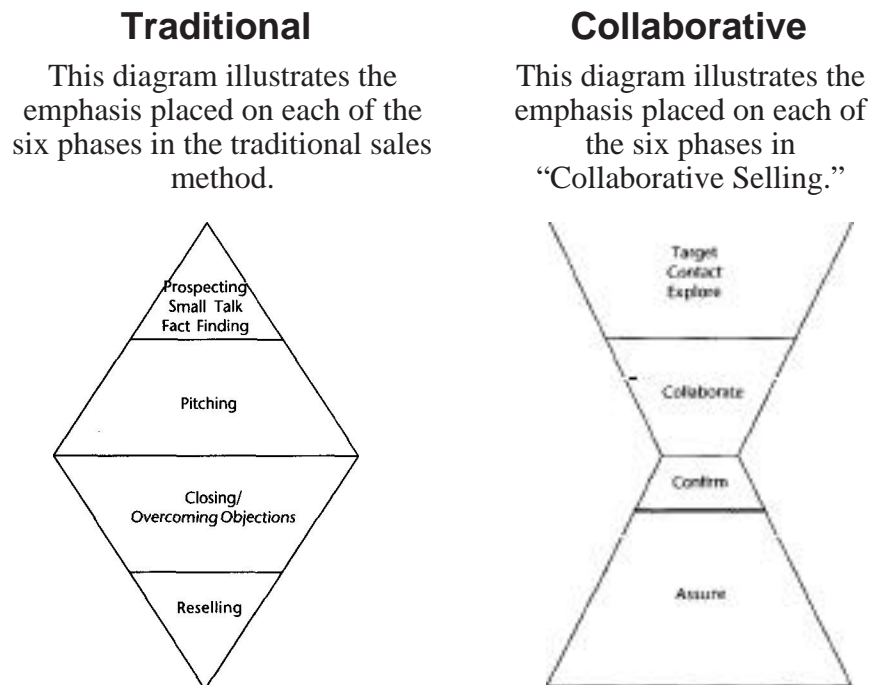 Traditional
This diagram illustrates the
emphasis placed on each of the
six phases in the traditional sales
method.
Prospecting
Small Talk
Fact Finding
Pitching
Closing/
Overcoming Objections
Reselling
Collaborative
This diagram illustrates the
emphasis placed on each of
the six phases in
“Collaborative Selling.”
Target
Contact
Explore
Collaborate
Confirm
Assure